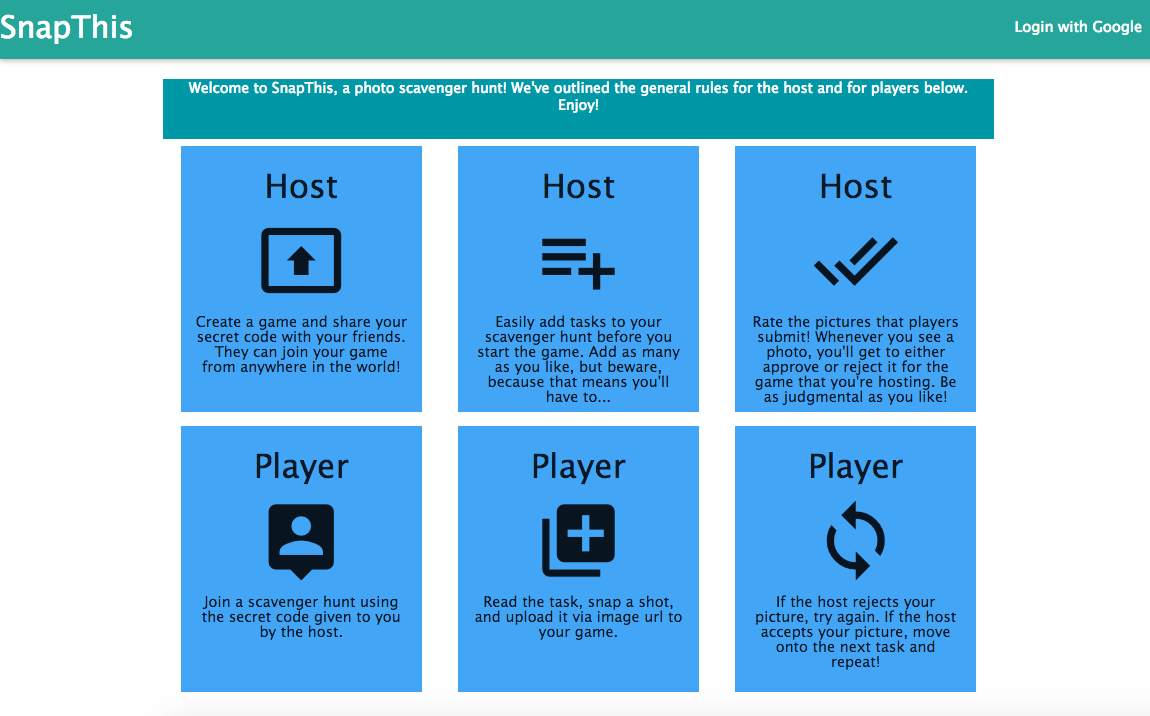 SnapThis
Login with Google
Welcome to SnapThis, a photo scavenger hunt! We've outlined the general rules for the host and for players below.
Enjoy!
Host
Create a game and share your
secret code with your friends.
They can join your game
from anywhere in the world!
Host
Easily add tasks to your
scavenger hunt before you
start the game. Add as many
as you like, but beware,
because that means you'll
have to...
Host
Rate the pictures that players
submit! Whenever you see a
photo, you'll get to either
approve or reject it for the
game that you're hosting. Be
as judgmental as you like!
Player
Join a scavenger hunt using
the secret code given to you
by the host.
Player
Read the task, snap a shot,
and upload it via image url to
your game.
Player
If the host rejects your
picture, try again. If the host
accepts your picture, move
onto the next task and
repeat!